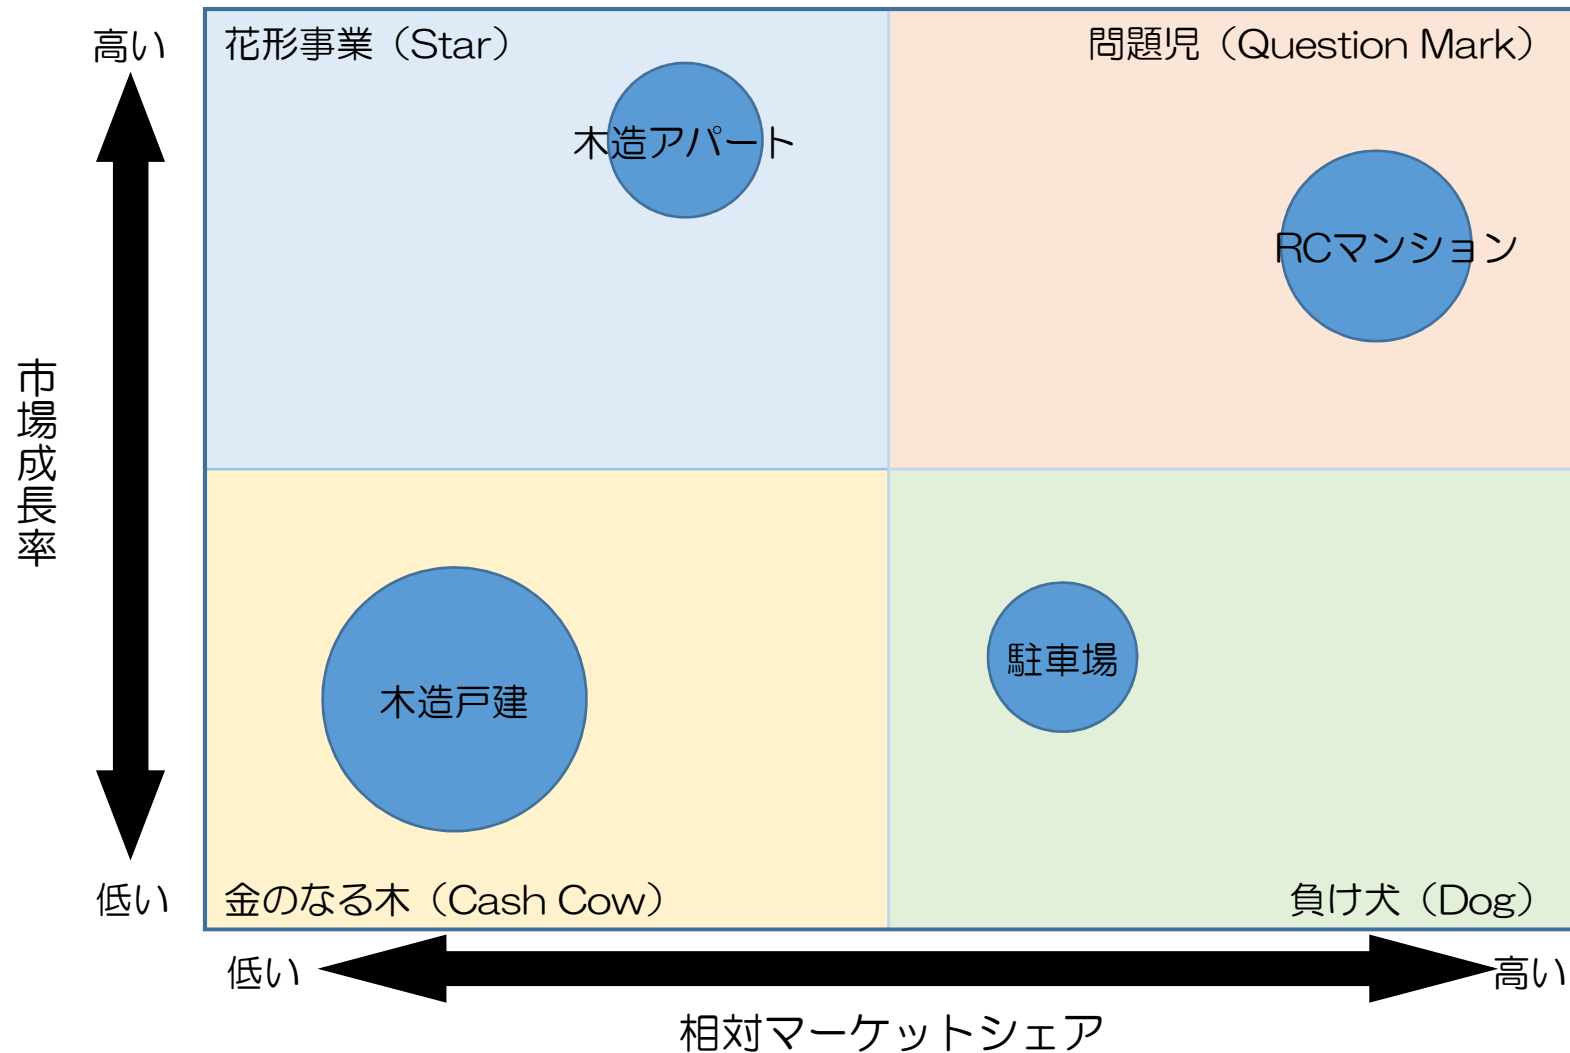 高い
花形事業（Star）
問題児（Question Mark）
木造アパート
RCマンション
市場成長率
駐車場
木造戸建
低い
金のなる木（Cash Cow）
負け犬（Dog）
低い
高い
相対マーケットシェア